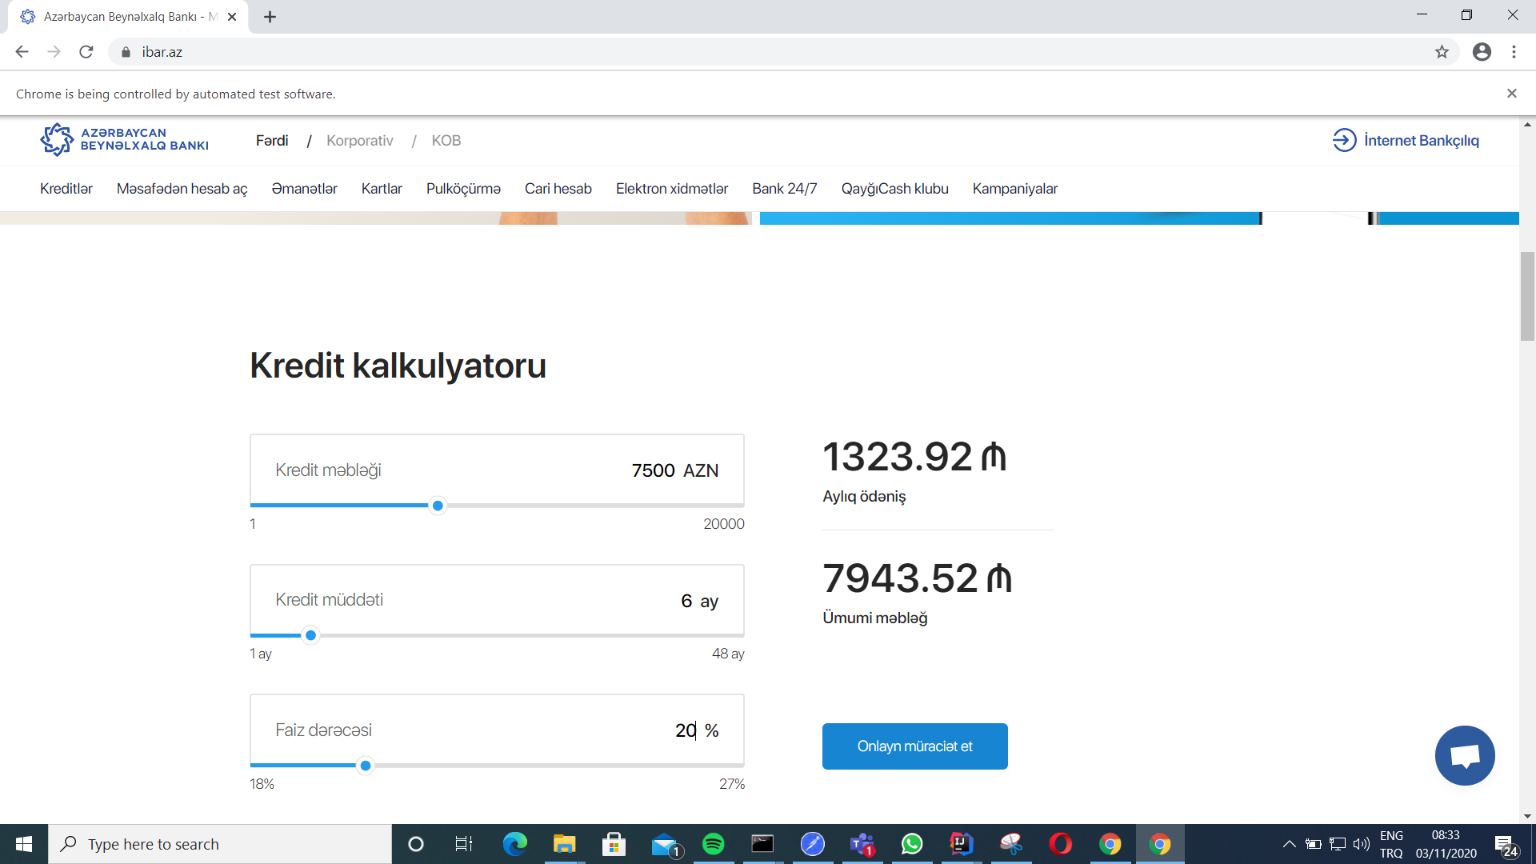 Azərbaycan Beynəlxalq Bankı - M
ibar.az
Chrome is being controlled by automated test software.
AZƏRBAYCAN
BEYNƏLXALQ BANKI
Fərdi / Korporativ / KOB
İnternet Bankçılıq
Kreditlər Məsafədən hesab aç Əmanətlər Kartlar Pulköçürmə Cari hesab Elektron xidmətlər Bank 24/7 QayğıCash klubu Kampaniyalar
Kredit kalkulyatoru
Kredit məbləği 7500 AZN
1 20000
Kredit müddəti 6 ay
1 ay 48 ay
Faiz dərəcəsi 20 %
18% 27%
1323.92 ₼
Aylıq ödəniş
7943.52 ₼
Ümumi məbləğ
Onlayn müraciət et
Type here to search
1
1
ENG
TRQ
08:33
03/11/2020
24